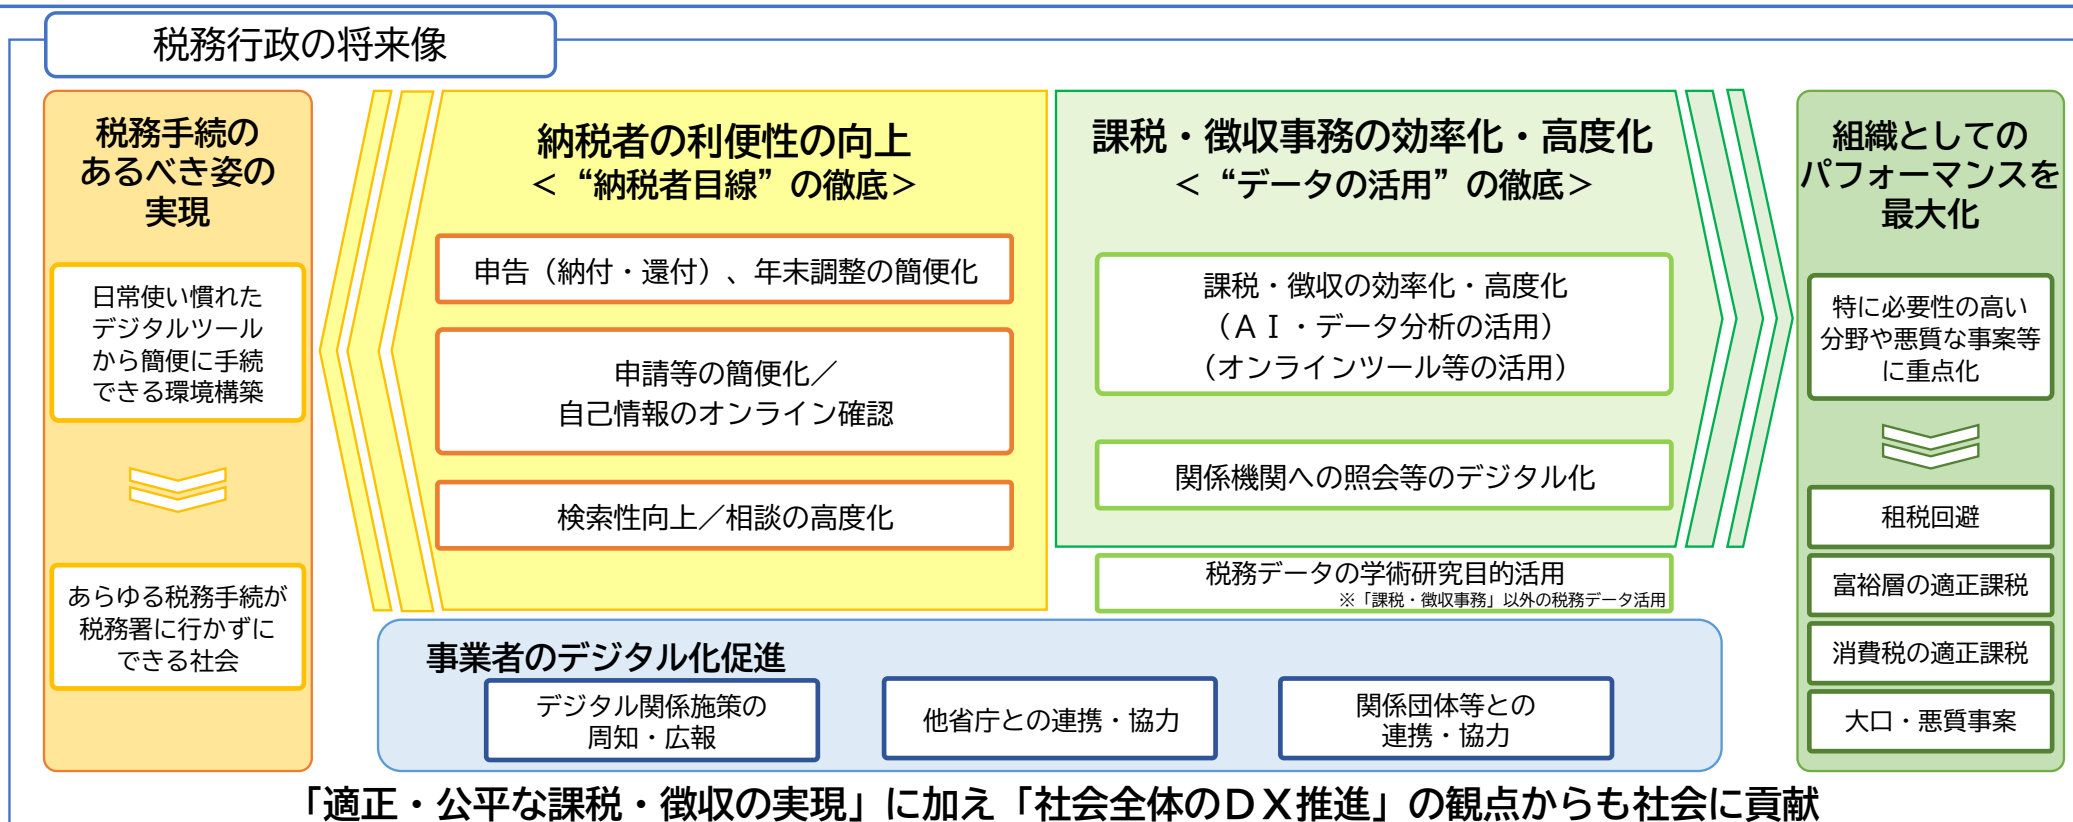 税務行政の将来像
税務手続の
あるべき姿の
実現
日常使い慣れた
デジタルツール
から簡便に手続
できる環境構築
あらゆる税務手続が
税務署に行かずに
できる社会
納税者の利便性の向上
＜“納税者目線”の徹底＞
申告（納付・還付）、年末調整の簡便化
申請等の簡便化／
自己情報のオンライン確認
検索性向上／相談の高度化
課税・徴収事務の効率化・高度化
＜“データの活用”の徹底＞
課税・徴収の効率化・高度化
（ＡＩ・データ分析の活用）
（オンラインツール等の活用）
関係機関への照会等のデジタル化
税務データの学術研究目的活用
※「課税・徴収事務」以外の税務データ活用
組織としての
パフォーマンスを
最大化
特に必要性の高い
分野や悪質な事案等
に重点化
租税回避
富裕層の適正課税
消費税の適正課税
大口・悪質事案
事業者のデジタル化促進
デジタル関係施策の
周知・広報
他省庁との連携・協力
関係団体等との
連携・協力
「適正・公平な課税・徴収の実現」に加え「社会全体のＤＸ推進」の観点からも社会に貢献